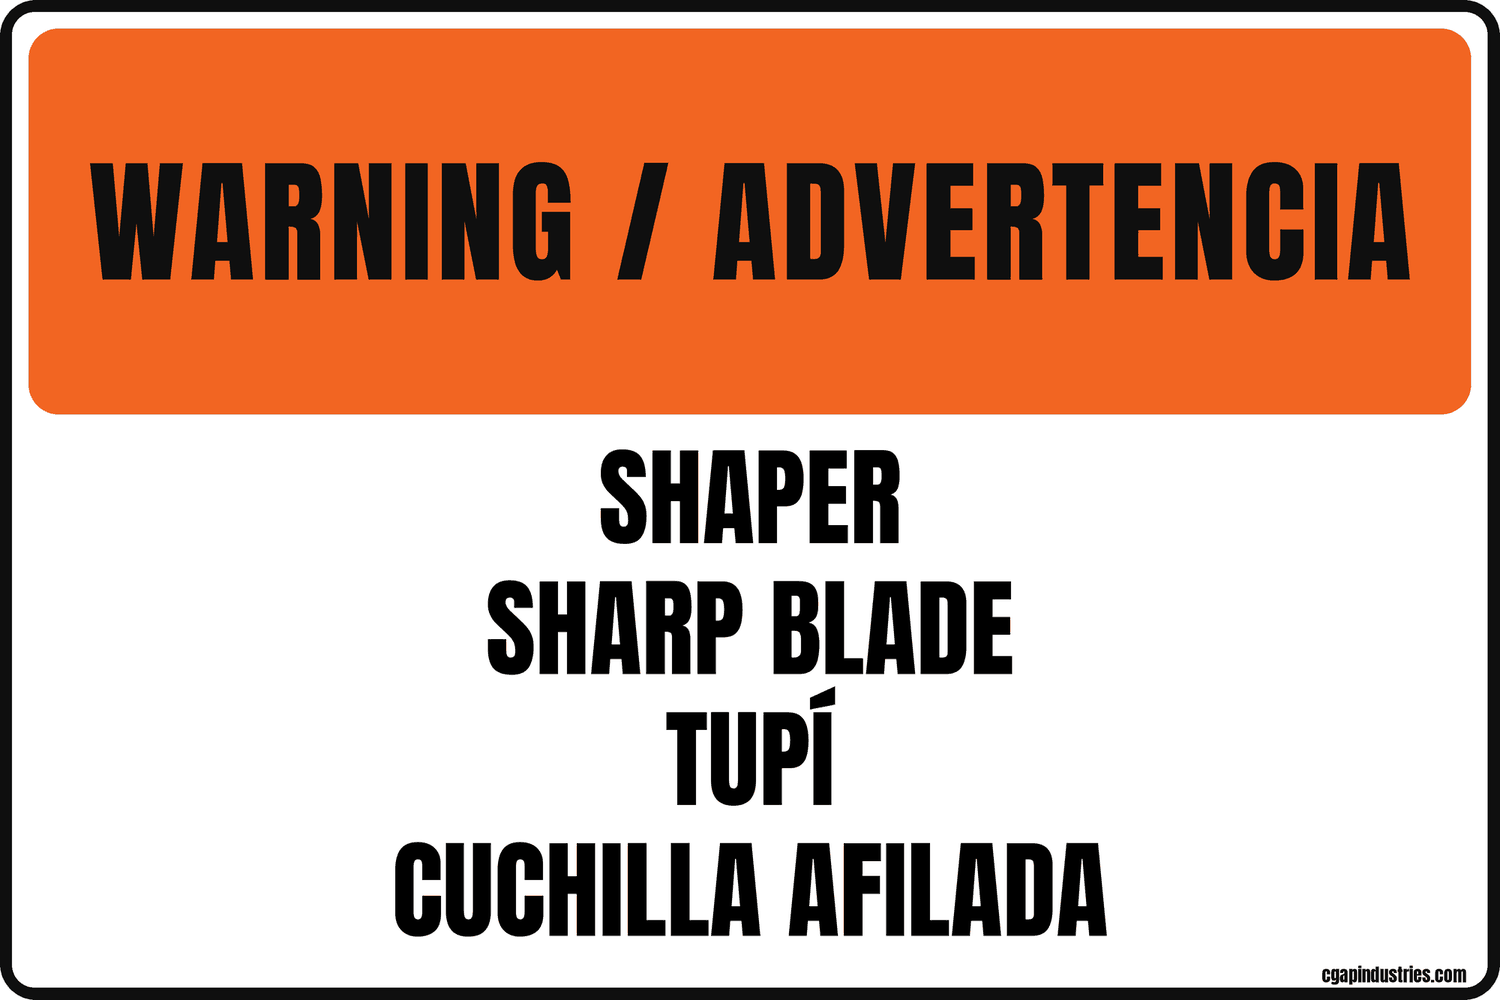 WARNING / ADVERTENCIA
SHAPER
SHARP BLADE
TUPÍ
CUCHILLA AFILADA
cgapindustries.com